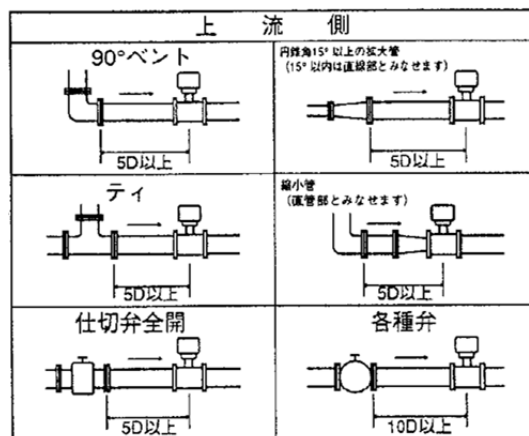 上流側
90°ベント
5D以上
円錐角15°以上の拡大管
(15°以内は直線部とみなせます)
5D以上
ティ
5D以上
縮小管
(直管部とみなせます)
5D以上
仕切弁全開
5D以上
各種弁
10D以上